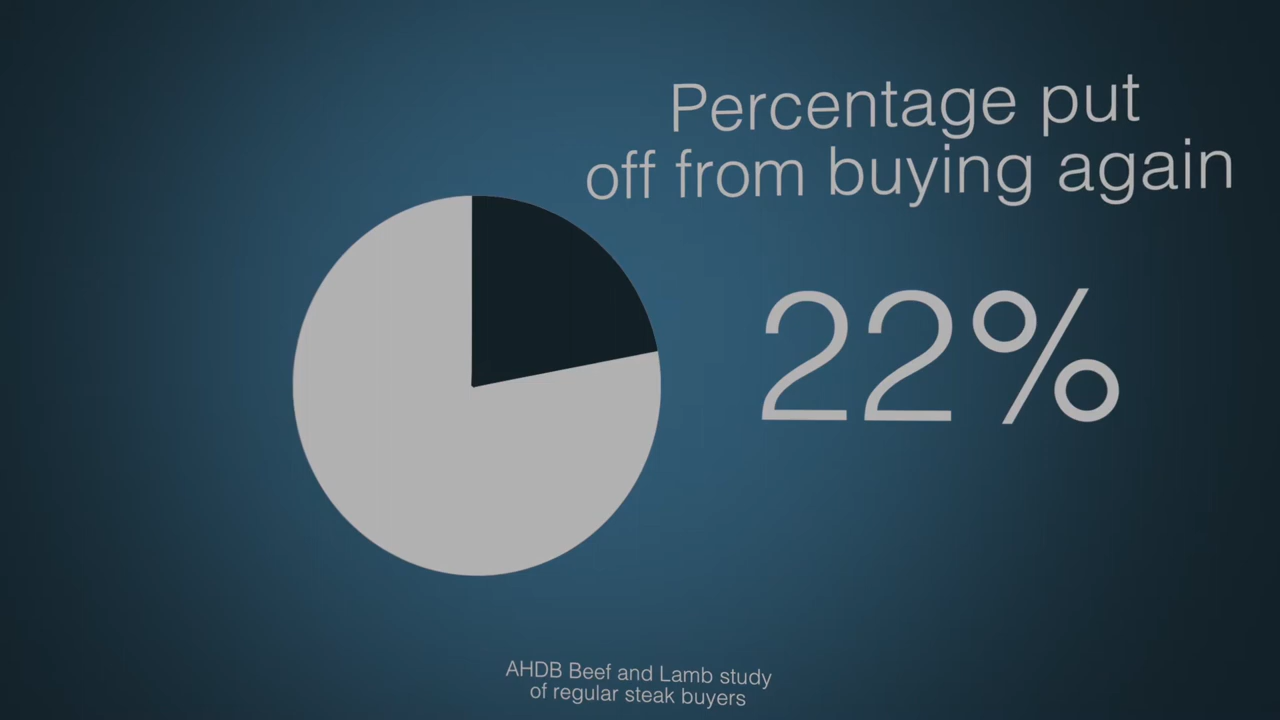 Percentage put
off from buying again
22%
AHDB Beef and Lamb study
of regular steak buyers